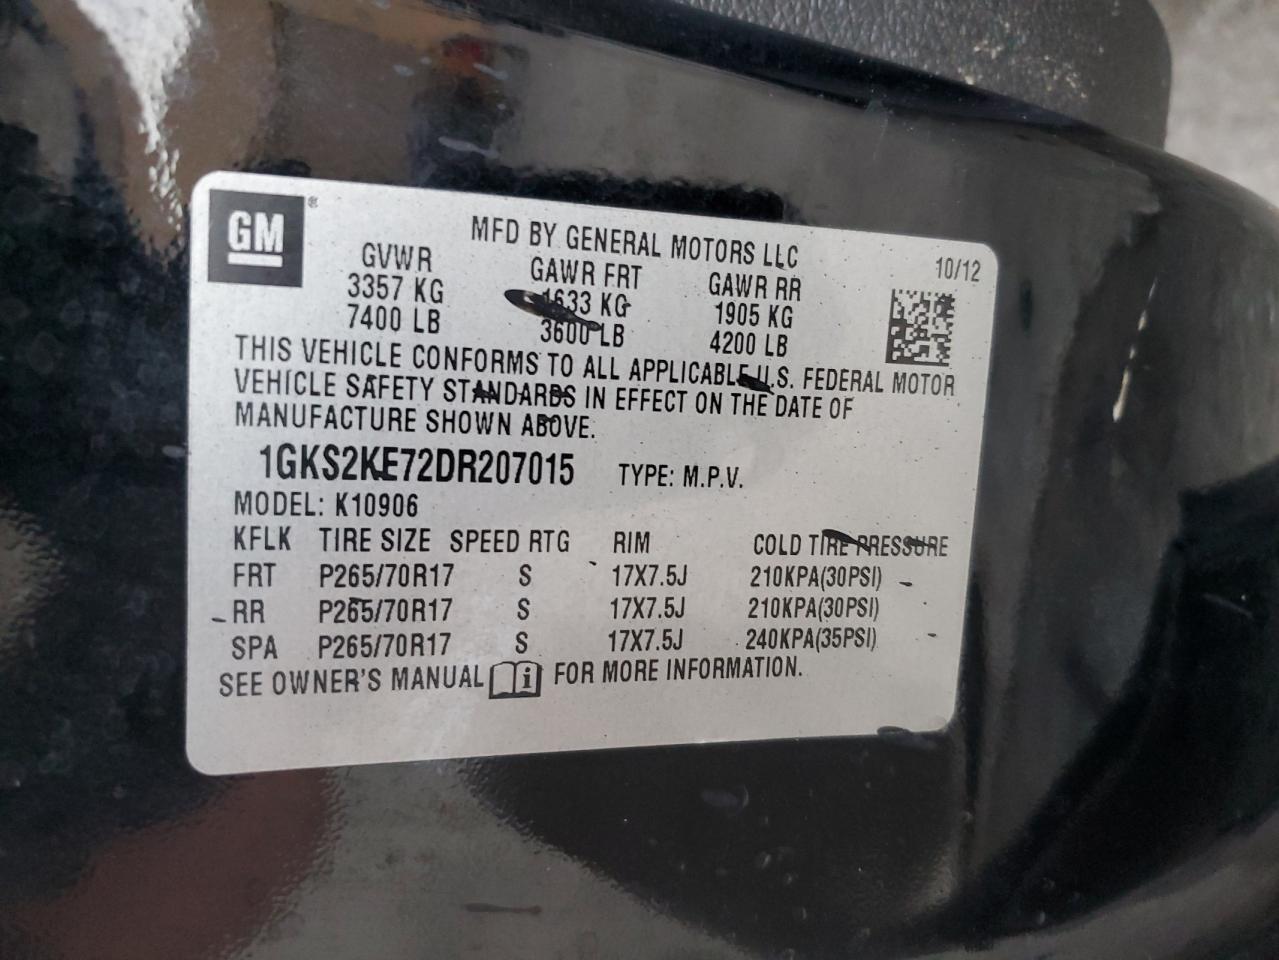 GM ®
MFD BY GENERAL MOTORS LLC
10/12
GVWR GAWR FRT GAWR RR
3357 KG 1633 KG 1905 KG
7400 LB 3600 LB 4200 LB
THIS VEHICLE CONFORMS TO ALL APPLICABLE U.S. FEDERAL MOTOR
VEHICLE SAFETY STANDARDS IN EFFECT ON THE DATE OF
MANUFACTURE SHOWN ABOVE.
1GKS2KE72DR207015 TYPE: M.P.V.
MODEL: K10906
KFLK TIRE SIZE SPEED RTG RIM COLD TIRE PRESSURE
FRT P265/70R17 S 17X7.5J 210KPA(30PSI)
RR P265/70R17 S 17X7.5J 210KPA(30PSI)
SPA P265/70R17 S 17X7.5J 240KPA(35PSI)
SEE OWNER'S MANUAL i FOR MORE INFORMATION.